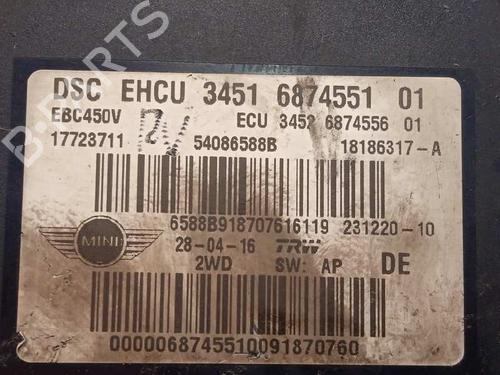 B-PARTS
DSC EHCU 3451 6874551 01
EBC450V ECU 3452 6874556 01
17723711 54086588B 18186317-A
6588B918707616119 231220-10
MINI 28-04-16 TRW
2WD SW: AP DE
0000068745510091870760